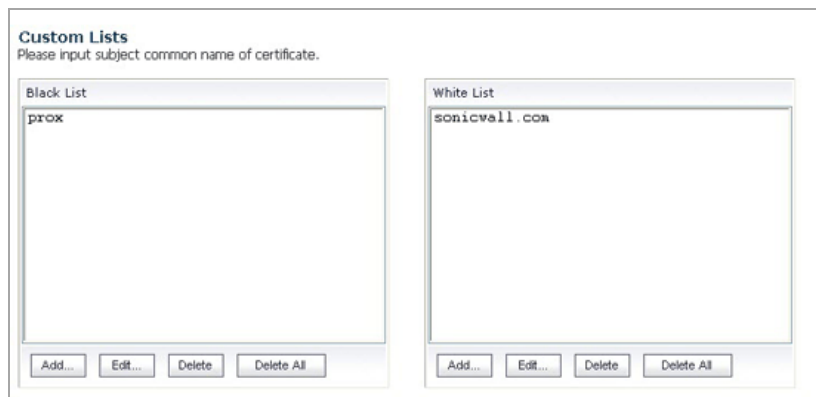 Custom Lists
Please input subject common name of certificate.
Black List
prox
Add... Edit... Delete Delete All
White List
sonicwall.com
Add... Edit... Delete Delete All